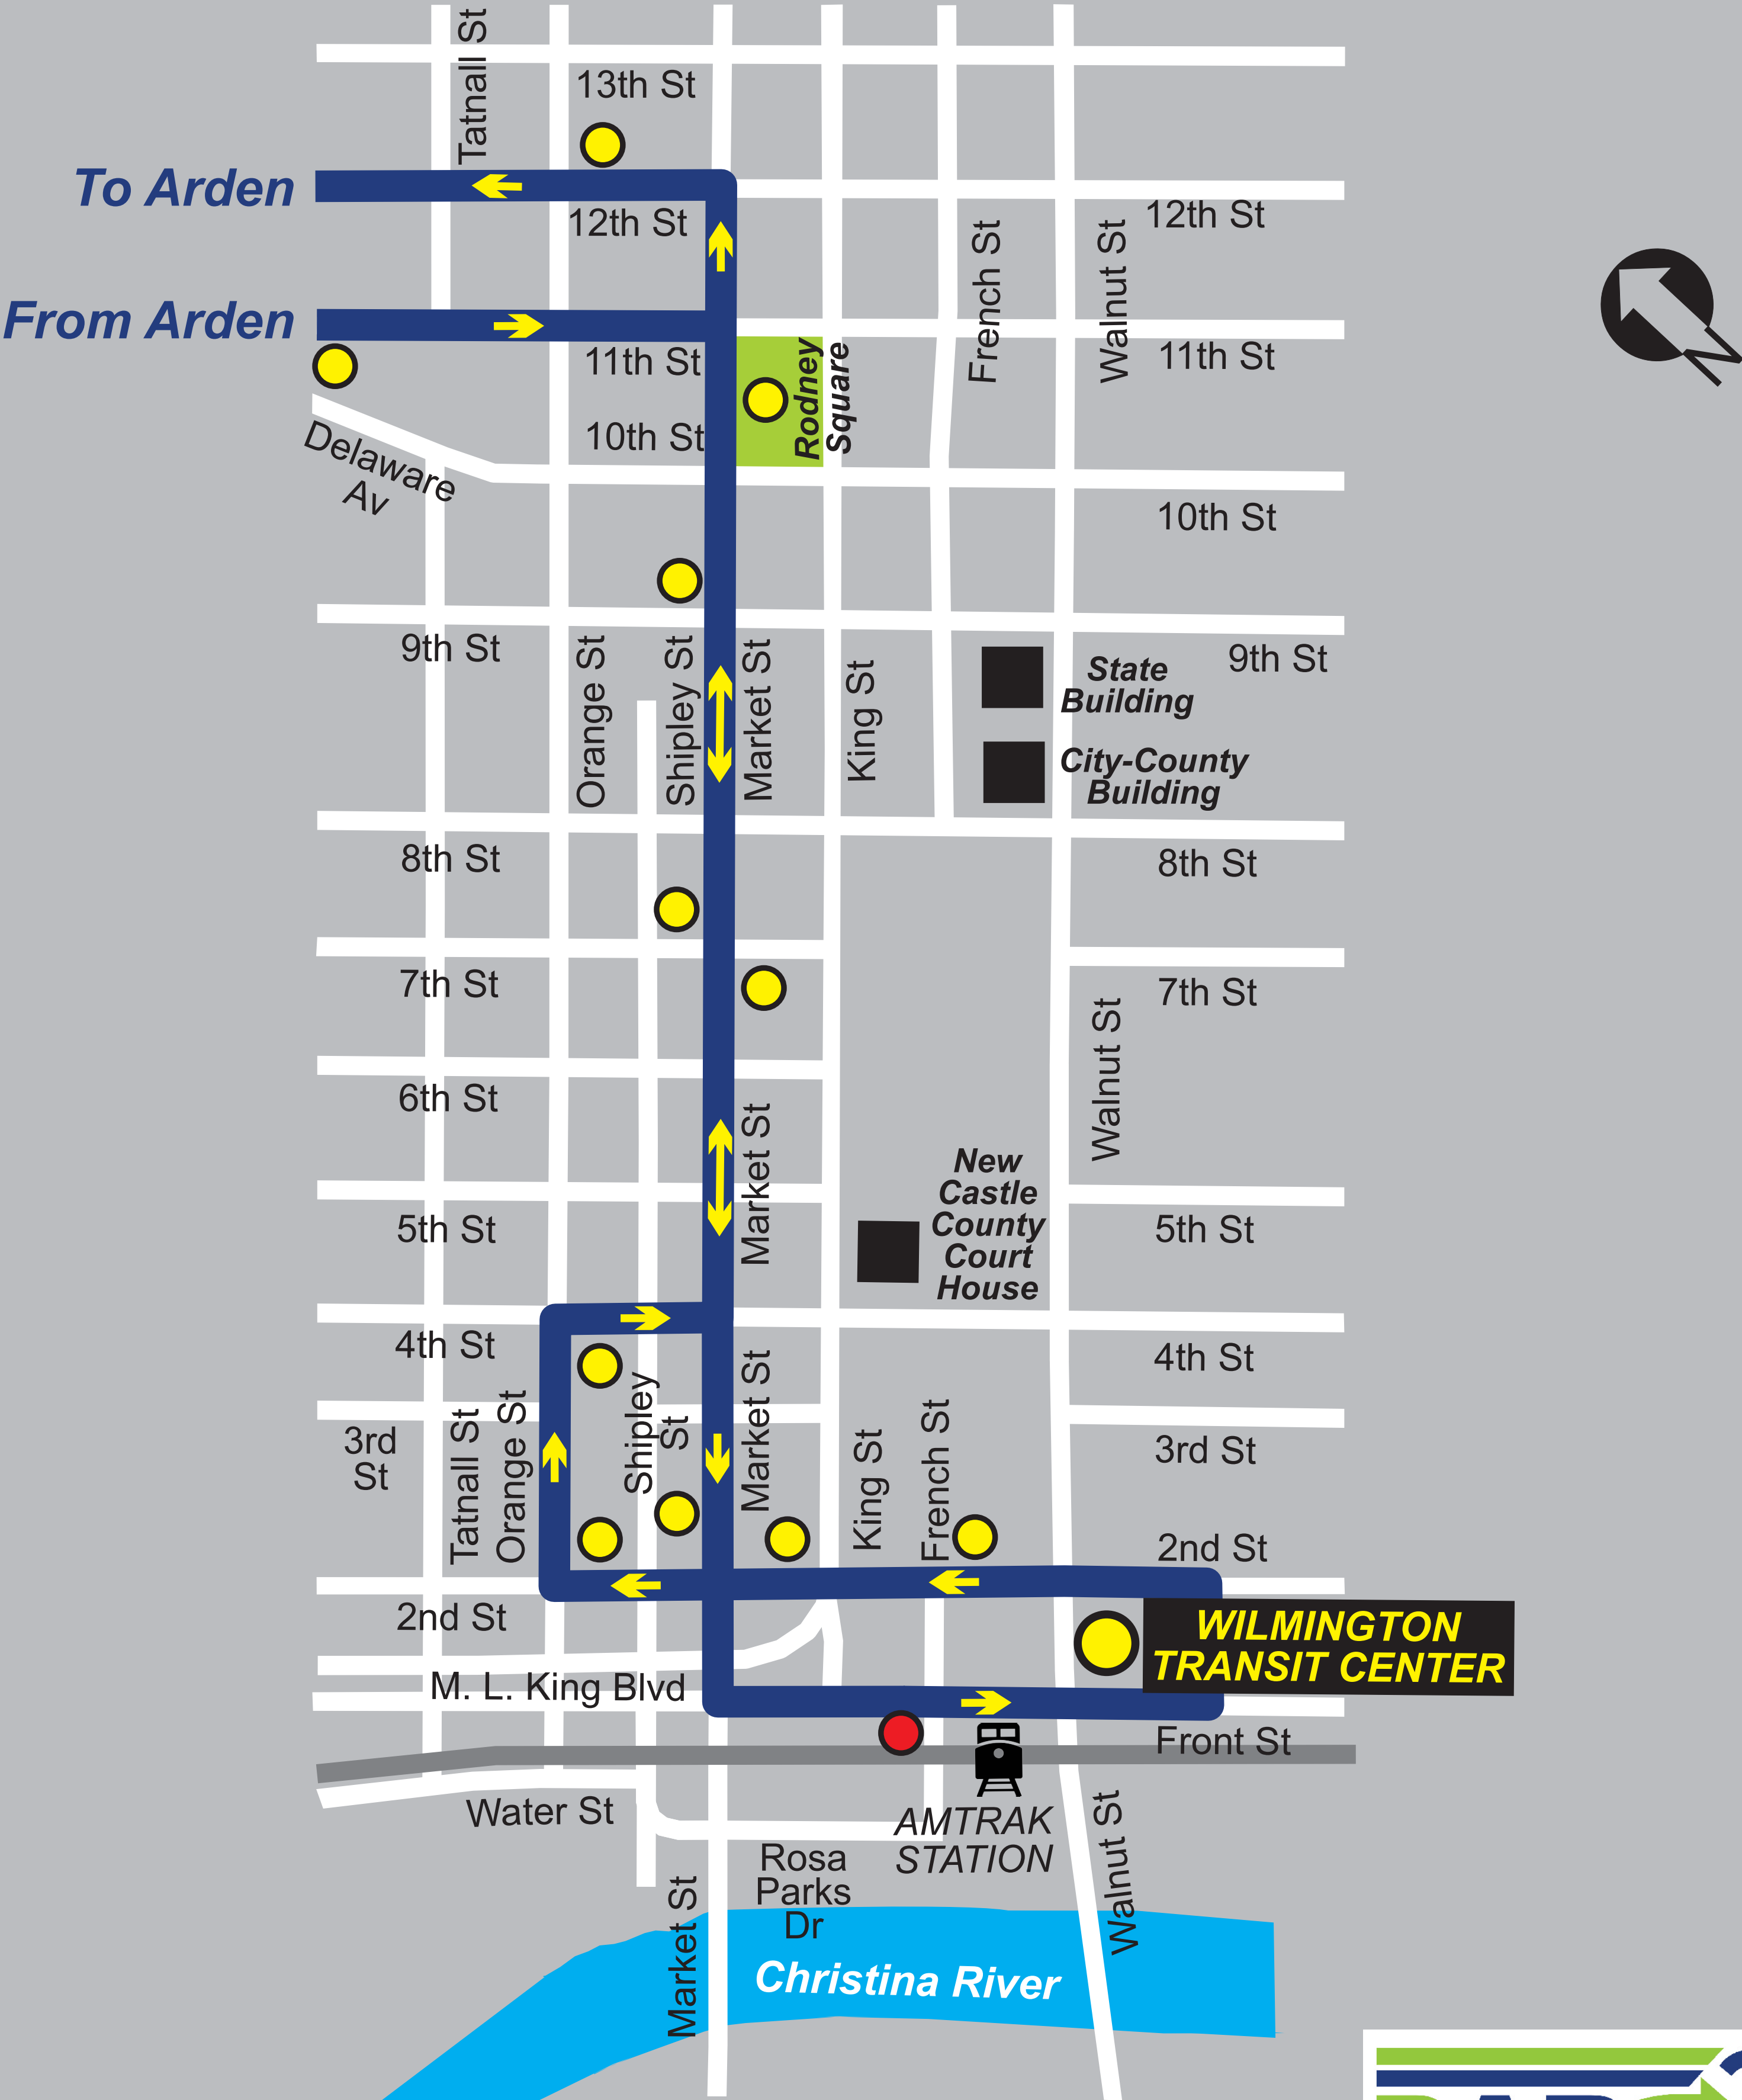 Tatnall St
13th St
To Arden
12th St
12th St
French St
Walnut St
From Arden
11th St
Rodney
Square
11th St
N
10th St
Delaware
Av
10th St
9th St
Orange St
Shipley St
Market St
King St
State
Building
9th St
City-County
Building
8th St
8th St
7th St
7th St
Walnut St
6th St
Market St
New
Castle
County
Court
House
5th St
5th St
4th St
4th St
3rd
St
Tatnall St
Orange St
Shipley
St
Market St
King St
French St
3rd St
2nd St
2nd St
WILMINGTON
TRANSIT CENTER
M. L. King Blvd
Front St
Water St
AMTRAK
STATION
Rosa
Parks
Dr
Walnut St
Market St
Christina River